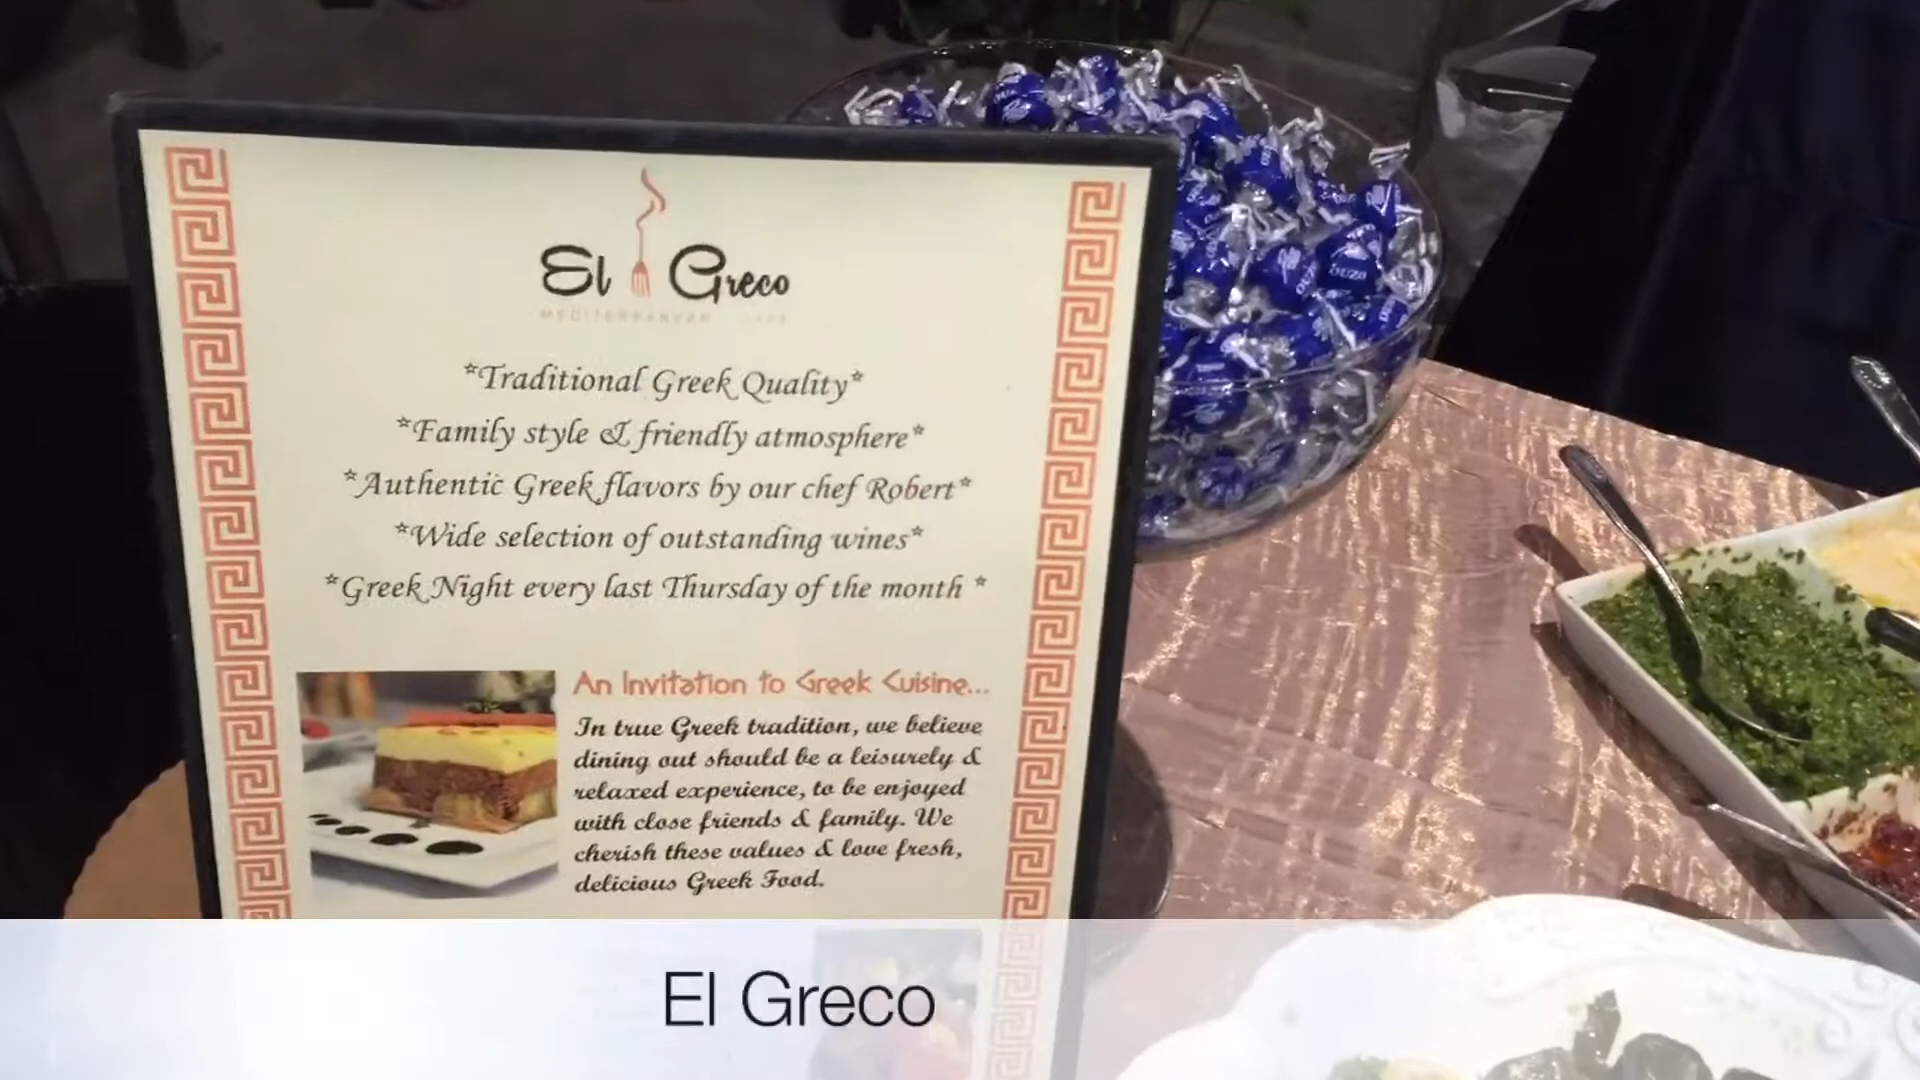 El Greco
MEDITERRANEAN
*Traditional Greek Quality*
*Family style & friendly atmosphere*
*Authentic Greek flavors by our chef Robert*
*Wide selection of outstanding wines*
*Greek Night every last Thursday of the month *
An Invitation to Greek Cuisine...
In true Greek tradition, we believe
dining out should be a leisurely &
relaxed experience, to be enjoyed
with close friends & family. We
cherish these values & love fresh,
delicious Greek Food.
OUZO
OUZO
OUZO
El Greco